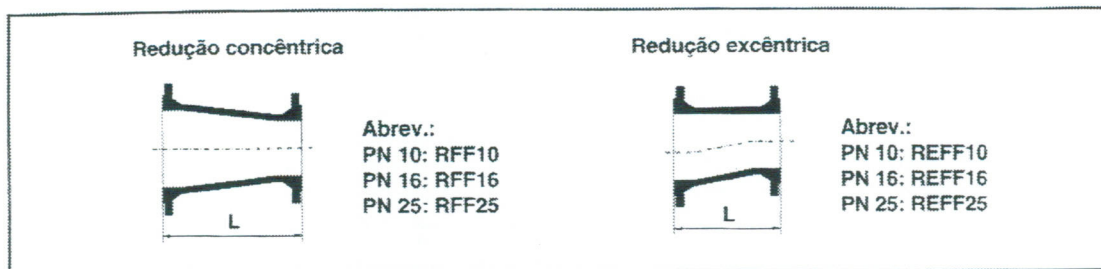 Redução concêntrica
Abrev.:
PN 10: RFF10
PN 16: RFF16
PN 25: RFF25
L
Redução excêntrica
Abrev.:
PN 10: REFF10
PN 16: REFF16
PN 25: REFF25
L